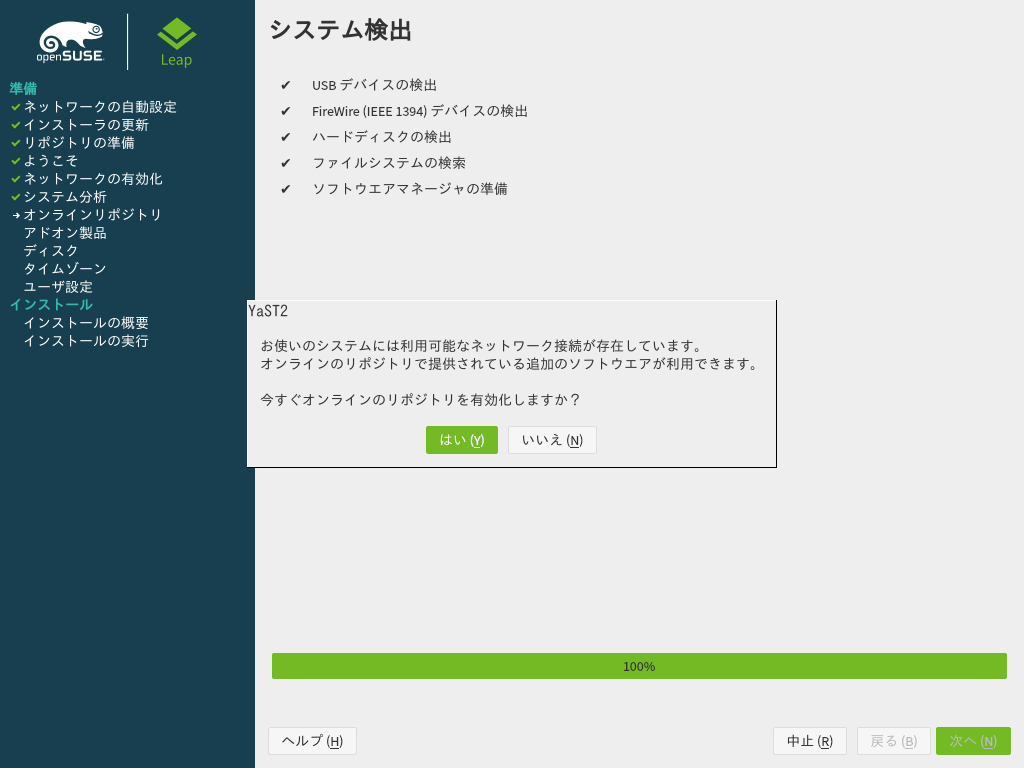 openSUSE
Leap
準備
ネットワークの自動設定
インストーラの更新
リポジトリの準備
ようこそ
ネットワークの有効化
システム分析
オンラインリポジトリ
アドオン製品
ディスク
タイムゾーン
ユーザ設定
インストール
インストールの概要
インストールの実行
システム検出
✔ USB デバイスの検出
✔ FireWire (IEEE 1394) デバイスの検出
✔ ハードディスクの検出
✔ ファイルシステムの検索
✔ ソフトウエアマネージャの準備
YaST2
お使いのシステムには利用可能なネットワーク接続が存在しています。
オンラインのリポジトリで提供されている追加のソフトウエアが利用できます。
今すぐオンラインのリポジトリを有効化しますか？
はい (Y) いいえ (N)
100%
ヘルプ (H) 中止 (R) 戻る (B) 次へ (N)